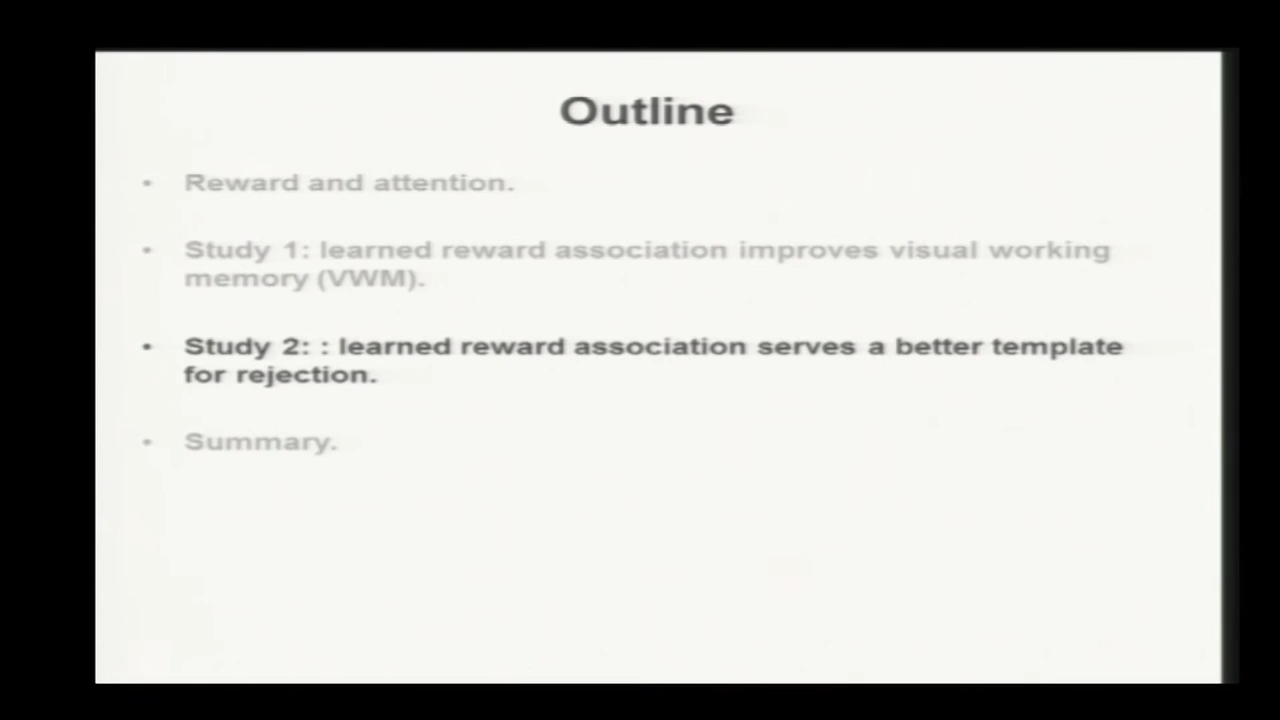 Outline
• Reward and attention.
• Study 1: learned reward association improves visual working
memory (VWM).
• Study 2: : learned reward association serves a better template
for rejection.
• Summary.